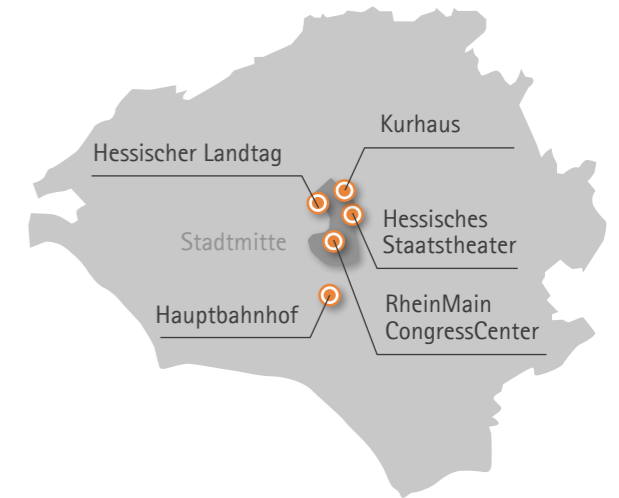 Kurhaus
Hessischer Landtag
Hessisches
Staatstheater
Stadtmitte
RheinMain
CongressCenter
Hauptbahnhof